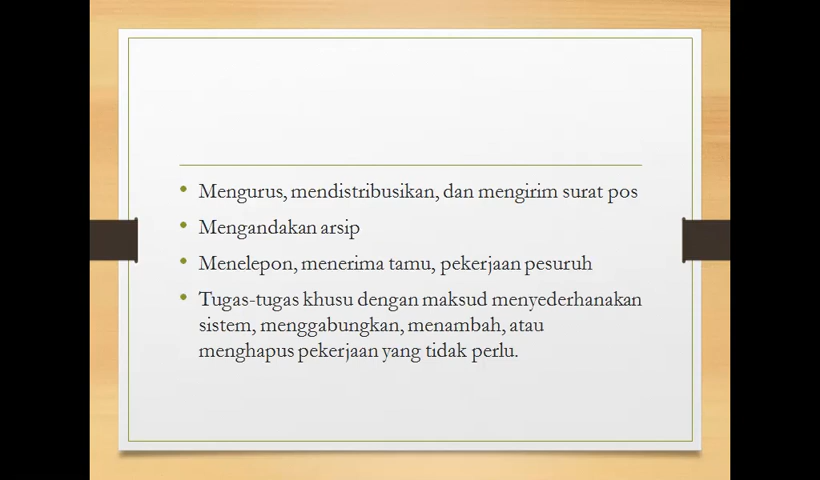 • Mengurus, mendistribusikan, dan mengirim surat pos
• Mengandakan arsip
• Menelepon, menerima tamu, pekerjaan pesuruh
• Tugas-tugas khusu dengan maksud menyederhanakan
sistem, menggabungkan, menambah, atau
menghapus pekerjaan yang tidak perlu.